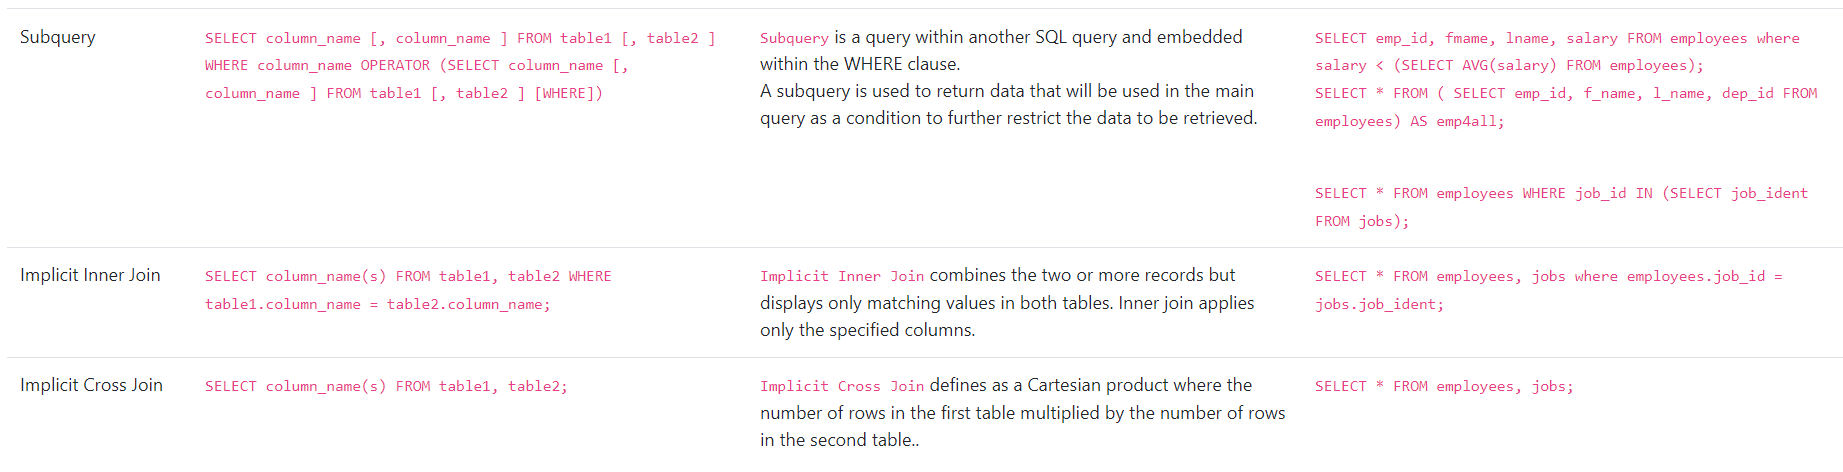 Subquery
SELECT column_name [, column_name ] FROM table1 [, table2 ]
WHERE column_name OPERATOR (SELECT column_name [,
column_name ] FROM table1 [, table2 ] [WHERE])
Subquery is a query within another SQL query and embedded
within the WHERE clause.
A subquery is used to return data that will be used in the main
query as a condition to further restrict the data to be retrieved.
SELECT emp_id, fmame, lname, salary FROM employees where
salary < (SELECT AVG(salary) FROM employees);
SELECT * FROM ( SELECT emp_id, f_name, l_name, dep_id FROM
employees) AS emp4all;
SELECT * FROM employees WHERE job_id IN (SELECT job_ident
FROM jobs);
Implicit Inner Join
SELECT column_name(s) FROM table1, table2 WHERE
table1.column_name = table2.column_name;
Implicit Inner Join combines the two or more records but
displays only matching values in both tables. Inner join applies
only the specified columns.
SELECT * FROM employees, jobs where employees.job_id =
jobs.job_ident;
Implicit Cross Join
SELECT column_name(s) FROM table1, table2;
Implicit Cross Join defines as a Cartesian product where the
number of rows in the first table multiplied by the number of rows
in the second table..
SELECT * FROM employees, jobs;